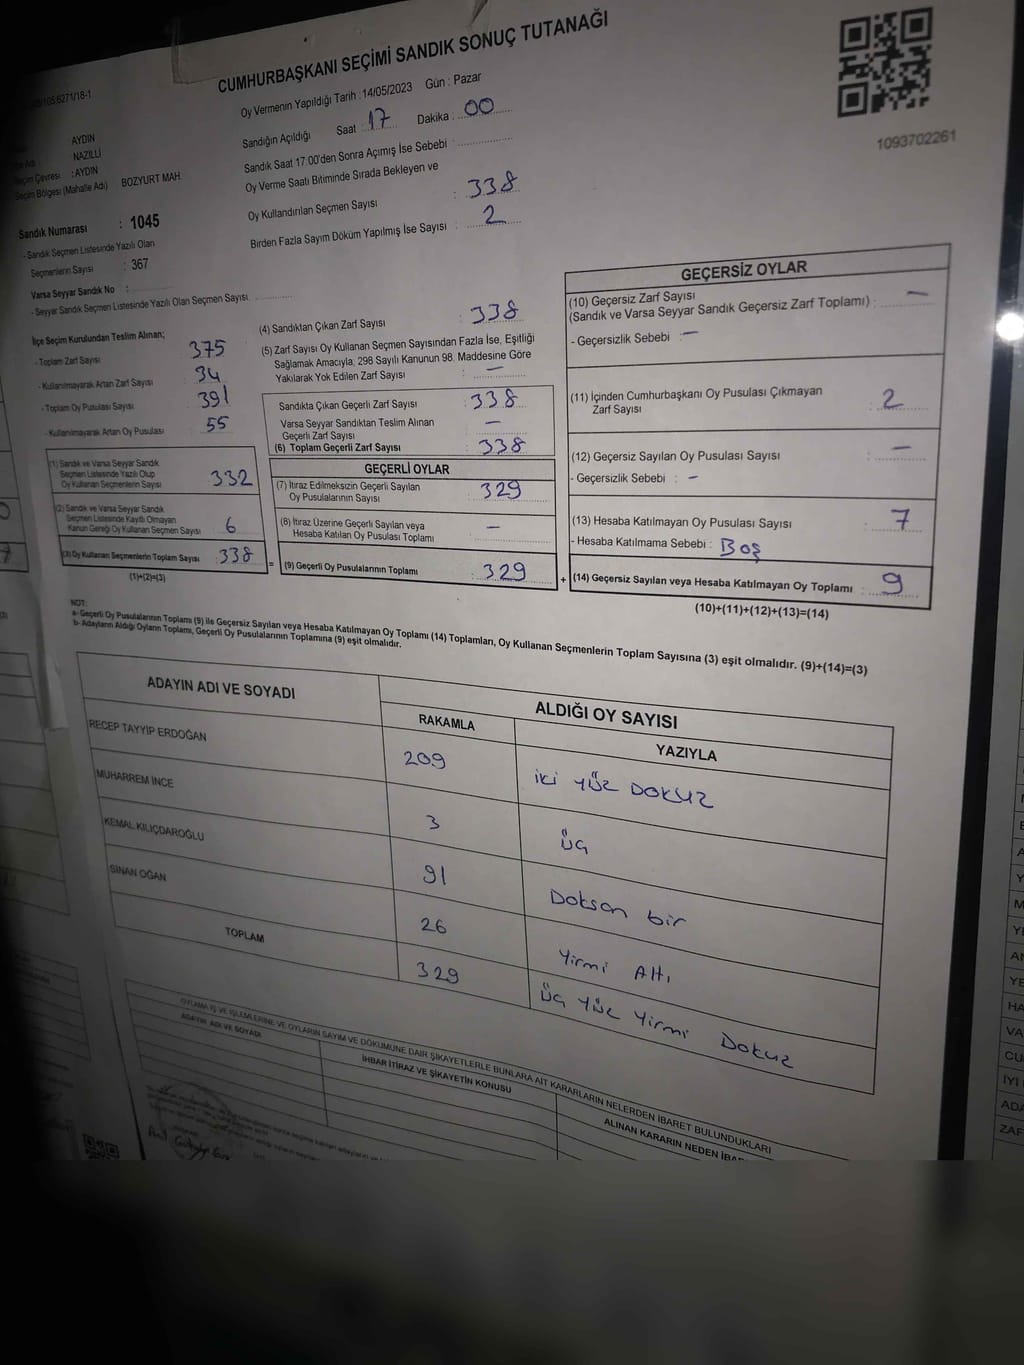 CUMHURBAŞKANI SEÇİMİ SANDIK SONUÇ TUTANAĞI
Oy Vermenin Yapıldığı Tarih : 14/05/2023 Gün : Pazar
Sandığın Açıldığı Saat 17 Dakika : 00
Sandık Saat 17:00'den Sonra Açımış İse Sebebi :
Oy Verme Saati Bitiminde Sırada Bekleyen ve
Oy Kullandırılan Seçmen Sayısı : 338
Birden Fazla Sayım Döküm Yapılmış İse Sayısı : 2
1093702261
AYDIN
NAZİLLİ
Seçim Çevresi : AYDIN
Seçim Bölgesi (Mahalle Adı) BOZYURT MAH.
Sandık Numarası : 1045
- Sandık Seçmen Listesinde Yazılı Olan
Seçmenlerin Sayısı : 367
Varsa Seyyar Sandık No :
- Seyyar Sandık Seçmen Listesinde Yazılı Olan Seçmen Sayısı
İlçe Seçim Kurulundan Teslim Alınan;
- Toplam Zarf Sayısı 375
- Kullanılmayarak Artan Zarf Sayısı 34
- Toplam Oy Pusulası Sayısı 391
- Kullanılmayarak Artan Oy Pusulası 55
(1) Sandık ve Varsa Seyyar Sandık
Seçmen Listesinde Yazılı Olup
Oy Kullanan Seçmenlerin Sayısı 332
(2) Sandık ve Varsa Seyyar Sandık
Seçmen Listesinde Kayıtlı Olmayan
Kanun Gereği Oy Kullanan Seçmen Sayısı 6
(3) Oy Kullanan Seçmenlerin Toplam Sayısı : 338
(1)+(2)=(3)
(4) Sandıktan Çıkan Zarf Sayısı : 338
(5) Zarf Sayısı Oy Kullanan Seçmen Sayısından Fazla İse, Eşitliği
Sağlamak Amacıyla, 298 Sayılı Kanunun 98. Maddesine Göre
Yakılarak Yok Edilen Zarf Sayısı : —
Sandıkta Çıkan Geçerli Zarf Sayısı : 338
Varsa Seyyar Sandıktan Teslim Alınan
Geçerli Zarf Sayısı —
(6) Toplam Geçerli Zarf Sayısı : 338
GEÇERLİ OYLAR
(7) İtiraz Edilmeksizin Geçerli Sayılan
Oy Pusulalarının Sayısı : 329
(8) İtiraz Üzerine Geçerli Sayılan veya
Hesaba Katılan Oy Pusulası Toplamı : —
= (9) Geçerli Oy Pusulalarının Toplamı : 329
GEÇERSİZ OYLAR
(10) Geçersiz Zarf Sayısı
(Sandık ve Varsa Seyyar Sandık Geçersiz Zarf Toplamı) : —
- Geçersizlik Sebebi : —
(11) İçinden Cumhurbaşkanı Oy Pusulası Çıkmayan
Zarf Sayısı : 2
(12) Geçersiz Sayılan Oy Pusulası Sayısı : —
- Geçersizlik Sebebi : —
(13) Hesaba Katılmayan Oy Pusulası Sayısı : 7
- Hesaba Katılmama Sebebi : Boş
+ (14) Geçersiz Sayılan veya Hesaba Katılmayan Oy Toplamı : 9
(10)+(11)+(12)+(13)=(14)
NOT:
a- Geçerli Oy Pusulalarının Toplamı (9) ile Geçersiz Sayılan veya Hesaba Katılmayan Oy Toplamı (14) Toplamları, Oy Kullanan Seçmenlerin Toplam Sayısına (3) eşit olmalıdır. (9)+(14)=(3)
b- Adayların Aldığı Oyların Toplamı, Geçerli Oy Pusulalarının Toplamına (9) eşit olmalıdır.
ADAYIN ADI VE SOYADI ALDIĞI OY SAYISI
RAKAMLA YAZIYLA
RECEP TAYYİP ERDOĞAN 209 iki yüz DOKUZ
MUHARREM İNCE 3 üç
KEMAL KILIÇDAROĞLU 91 Doksan bir
SİNAN OĞAN 26 Yirmi Altı
TOPLAM 329 üç yüz yirmi Dokuz
OYLAMA İŞ VE İŞLEMLERİNE VE OYLARIN SAYIM VE DÖKÜMÜNE DAİR ŞİKAYETLERLE BUNLARA AİT KARARLARIN NELERDEN İBARET BULUNDUKLARI
ADAYIN ADI VE SOYADI İHBAR İTİRAZ VE ŞİKAYETİN KONUSU ALINAN KARARIN NEDEN İBA